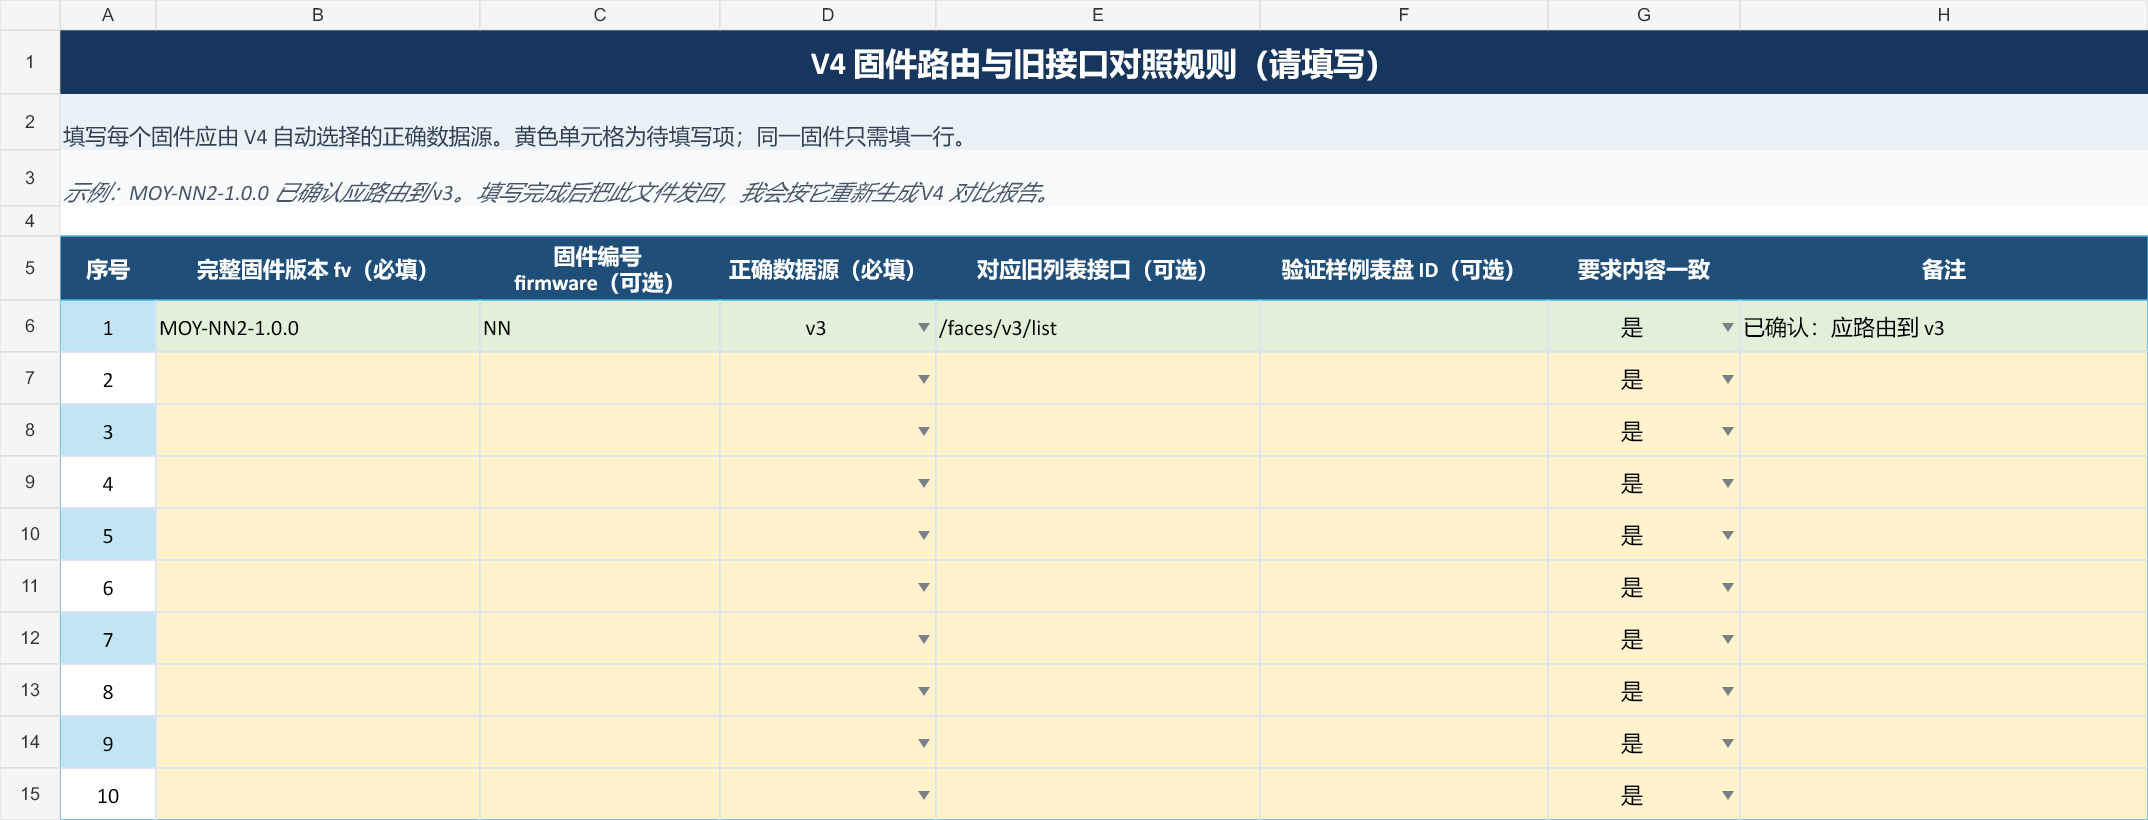 A B C D E F G H
1 V4 固件路由与旧接口对照规则（请填写）
2 填写每个固件应由 V4 自动选择的正确数据源。黄色单元格为待填写项；同一固件只需填一行。
3 示例：MOY-NN2-1.0.0 已确认应路由到 v3。填写完成后把此文件发回，我会按它重新生成 V4 对比报告。
4
5 序号 完整固件版本 fv（必填） 固件编号 firmware（可选） 正确数据源（必填） 对应旧列表接口（可选） 验证样例表盘 ID（可选） 要求内容一致 备注
6 1 MOY-NN2-1.0.0 NN v3 /faces/v3/list 是 已确认：应路由到 v3
7 2 是
8 3 是
9 4 是
10 5 是
11 6 是
12 7 是
13 8 是
14 9 是
15 10 是